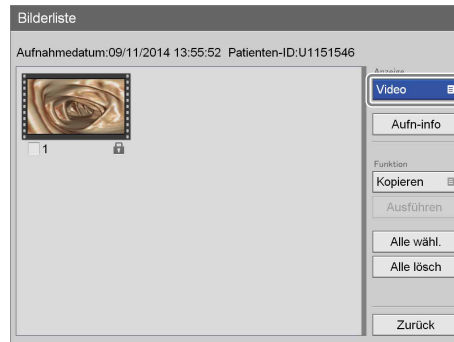 Bilderliste
Aufnahmedatum:09/11/2014 13:55:52 Patienten-ID:U1151546
Anzeige
Video
1
Aufn-info
Funktion
Kopieren
Ausführen
Alle wähl.
Alle lösch
Zurück